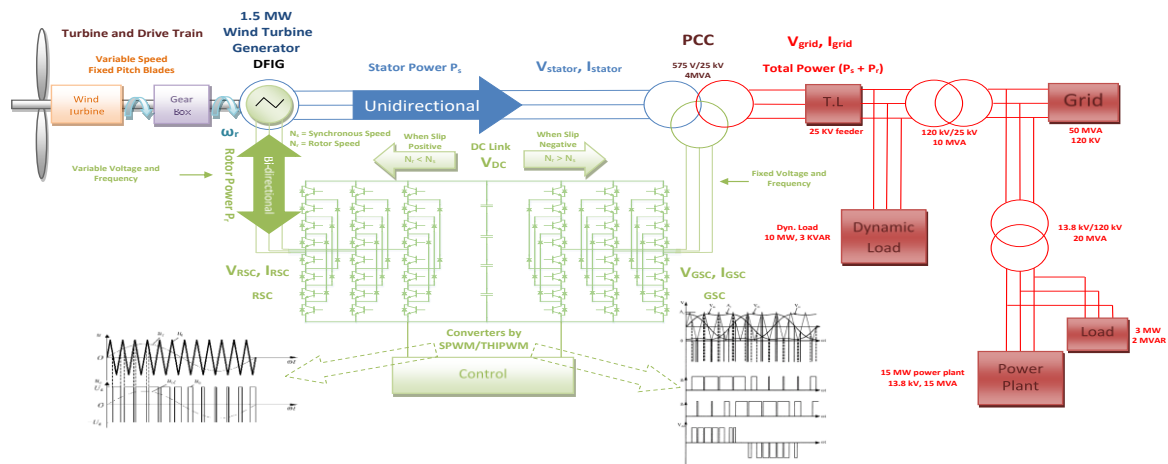 Turbine and Drive Train
Variable Speed
Fixed Pitch Blades
Wind
Turbine
Gear
Box
1.5 MW
Wind Turbine
Generator
DFIG
ωr
Stator Power Ps
Unidirectional
Vstator, Istator
PCC
575 V/25 kV
4MVA
Vgrid, Igrid
Total Power (Ps + Pr)
T.L
25 KV feeder
120 kV/25 kV
10 MVA
Grid
50 MVA
120 KV
Ns = Synchronous Speed
Nr = Rotor Speed
Variable Voltage and
Frequency
Rotor Power Pr
Bi-directional
When Slip
Positive
Nr < Ns
DC Link
VDC
When Slip
Negative
Nr > Ns
Fixed Voltage and
Frequency
Dyn. Load
10 MW, 3 KVAR
Dynamic
Load
13.8 kV/120 kV
20 MVA
VRSC, IRSC
RSC
VGSC, IGSC
GSC
Converters by
SPWM/THIPWM
Control
Load
3 MW
2 MVAR
15 MW power plant
13.8 kV, 15 MVA
Power
Plant